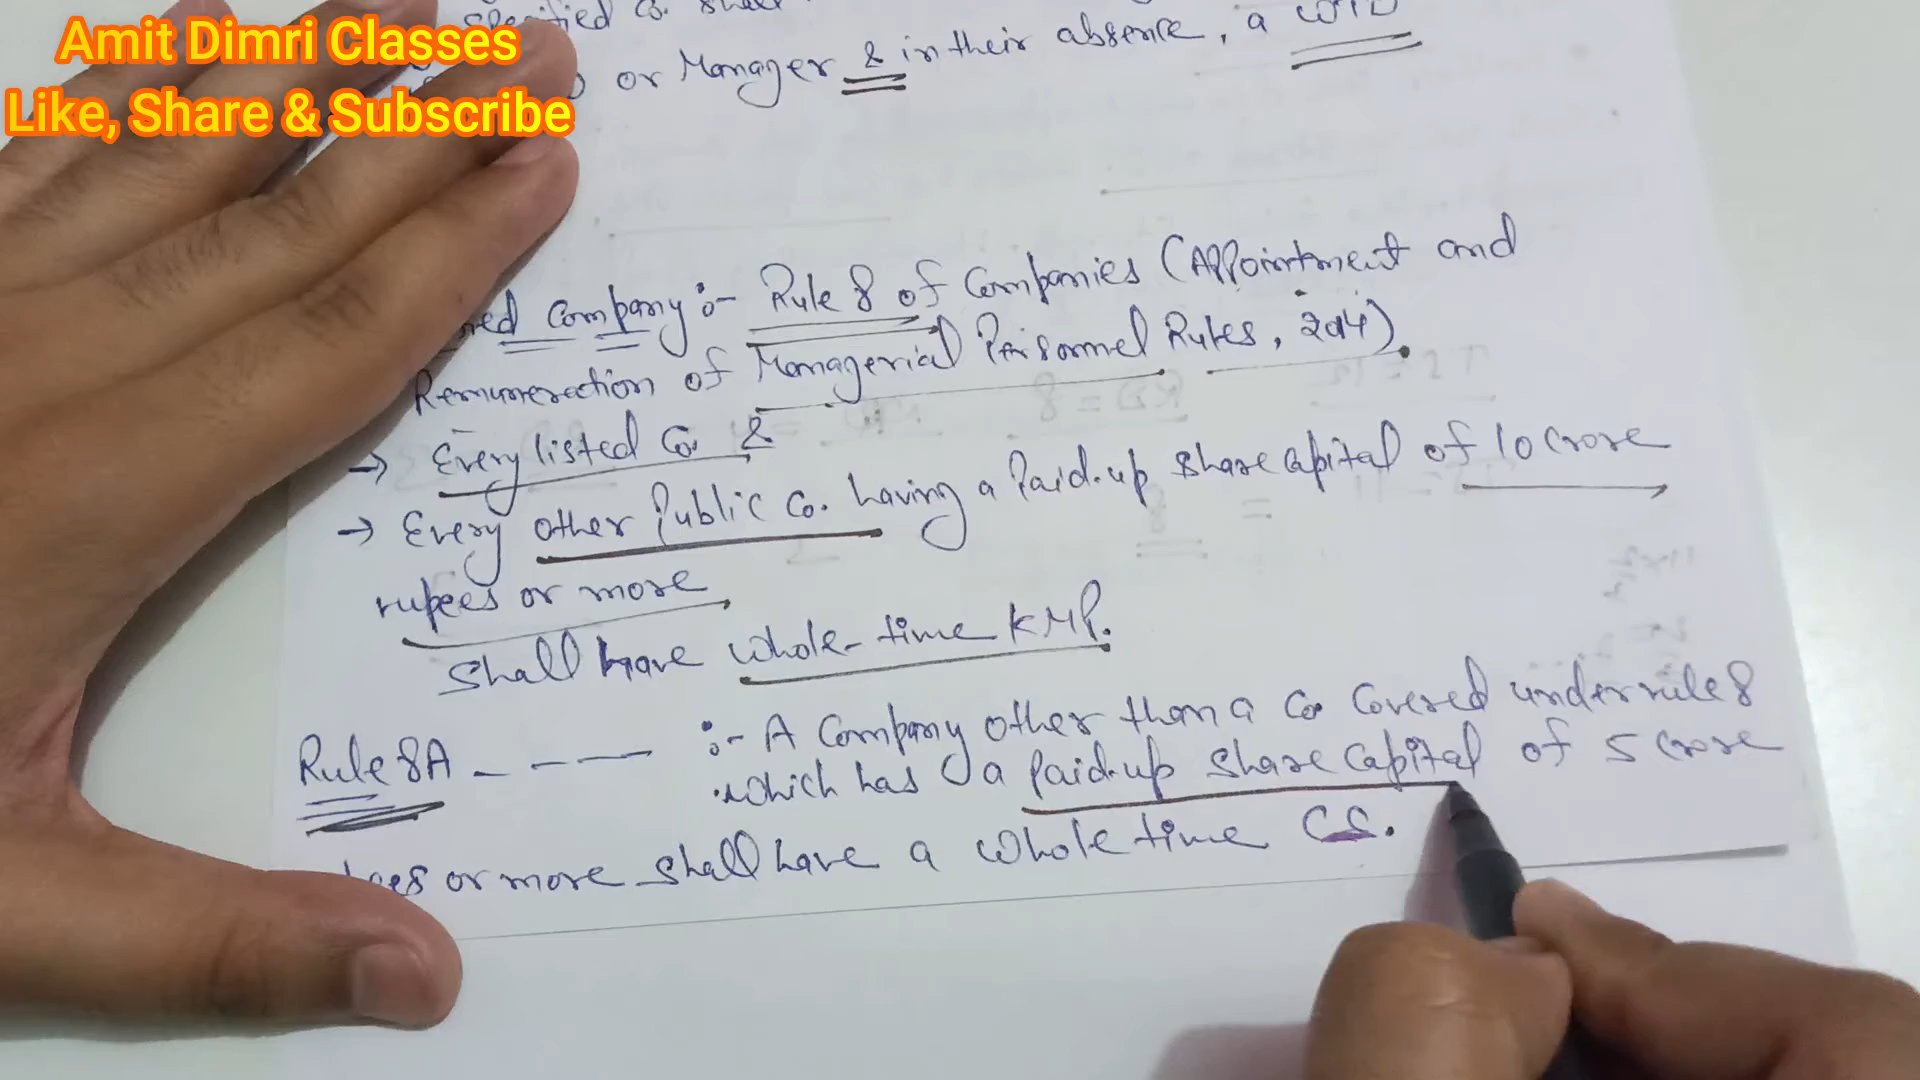 Amit Dimri Classes
Like, Share & Subscribe
Co. shall
or Manager & in their absence, a WTD
Company :- Rule 8 of Companies (Appointment and
Remuneration of Managerial Personnel Rules, 2014).
→ Every listed Co. &
→ Every other Public Co. having a Paid-up share capital of 10 crore
rupees or more
Shall have whole-time KMP.
Rule 8A - - — :- A Company other than a Co Covered under rule 8
which has a paid-up share capital of 5 crore
or more shall have a whole time CS.